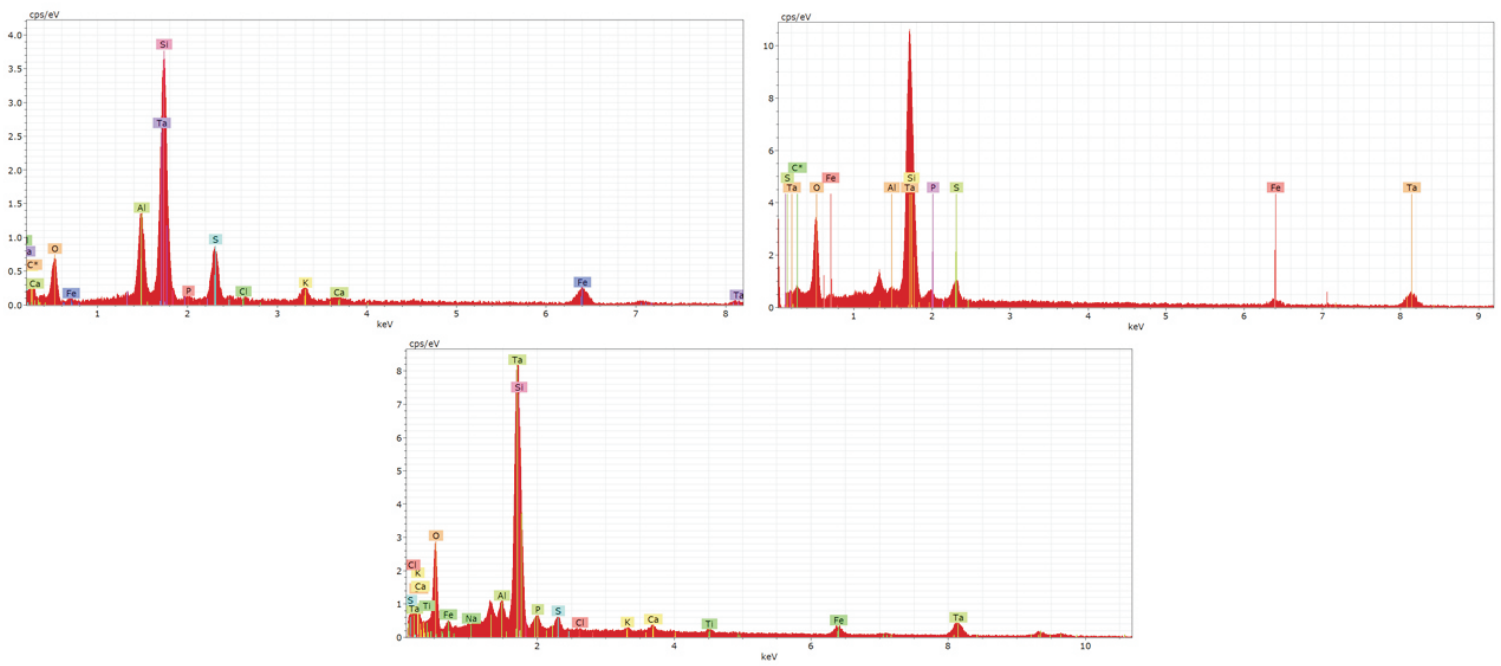 cps/eV
4.0
3.5
3.0
2.5
2.0
1.5
1.0
0.5
0.0
Si
Ta
Al
S
O
a
C*
Ca
Fe
P
Cl
K
Ca
Fe
Ta
1 2 3 4 5 6 7 8
keV
cps/eV
10
8
6
4
2
0
C*
S Fe Si P S
Ta O Al Ta Fe Ta
1 2 3 4 5 6 7 8 9
keV
cps/eV
8
7
6
5
4
3
2
1
0
Ta
Si
O
Cl
K
Ca
S
Ta Ti
Fe Na Al P S Cl K Ca Ti Fe Ta
2 4 6 8 10
keV